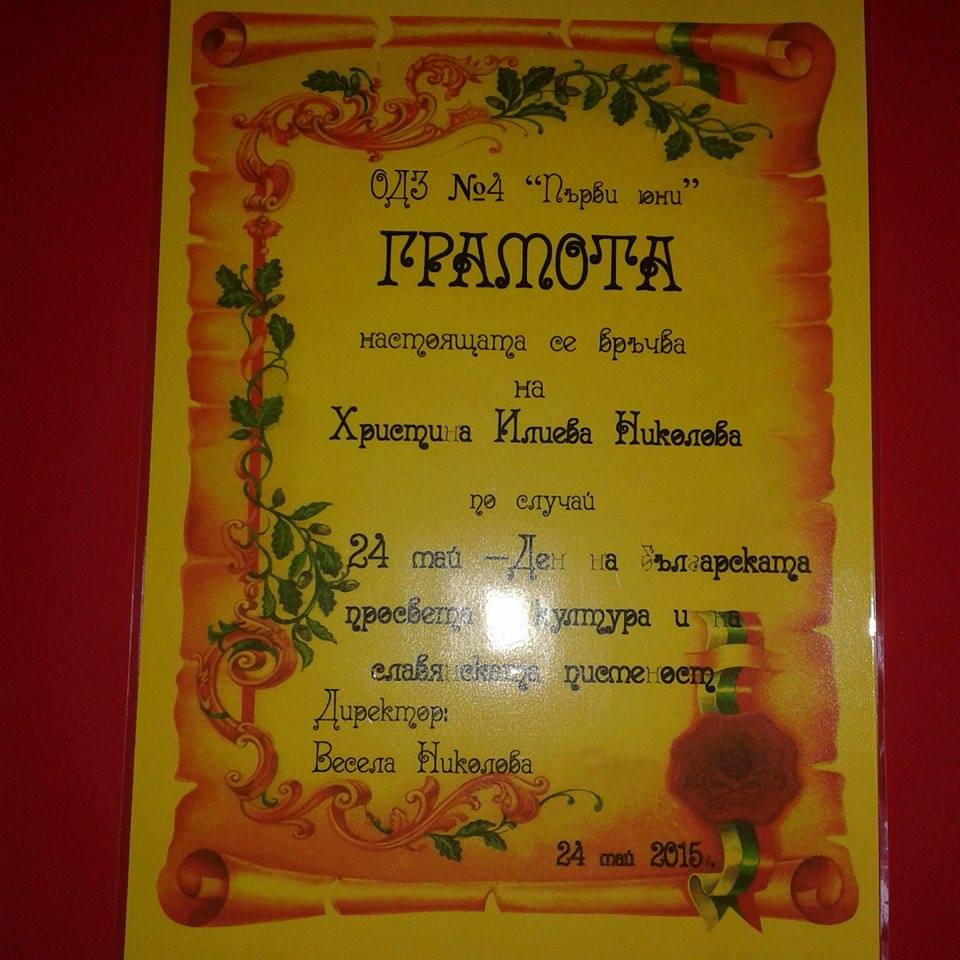 ОДЗ №4 “Първи юни”
ГРАМОТА
настоящата се връчва
на
Христина Илиева Николова
по случай
24 май – Ден на българската
просвета култура и на
славянската писменост
Директор:
Весела Николова
24 май 2015г.